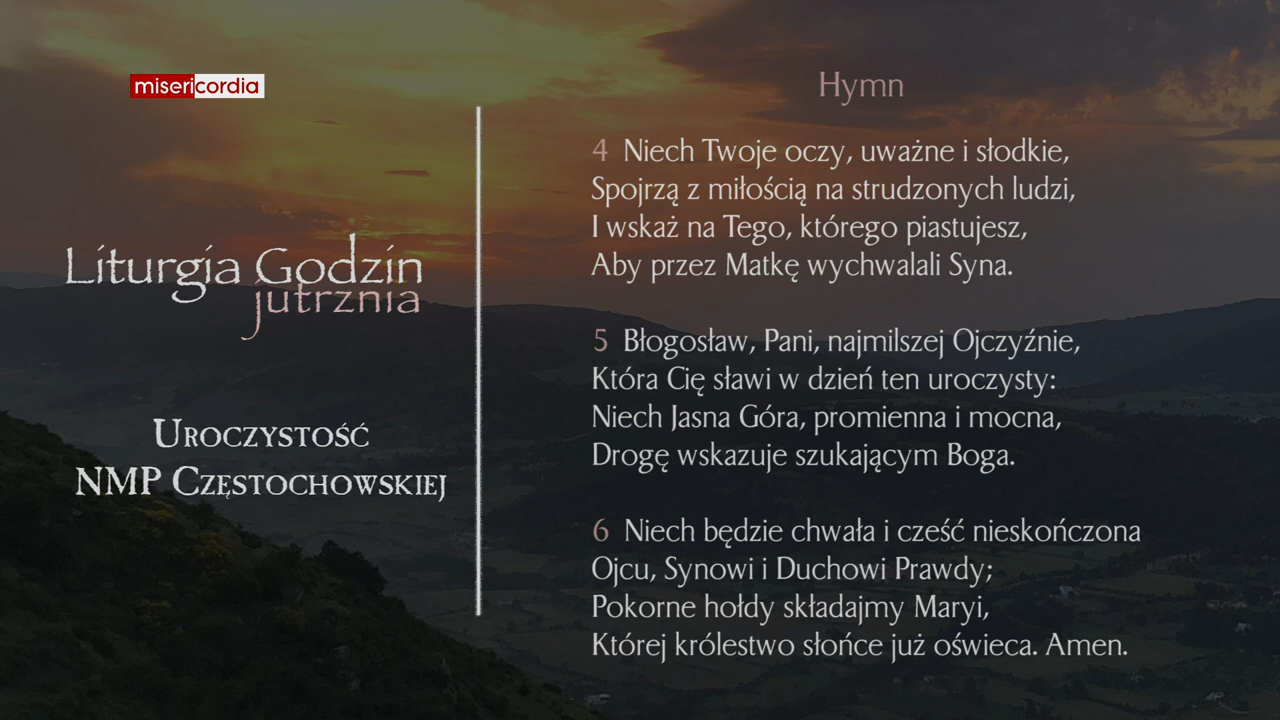 misericordia
Liturgia Godzin
jutrznia
Uroczystość
NMP Częstochowskiej
Hymn
4 Niech Twoje oczy, uważne i słodkie,
Spojrzą z miłością na strudzonych ludzi,
I wskaż na Tego, którego piastujesz,
Aby przez Matkę wychwalali Syna.
5 Błogosław, Pani, najmilszej Ojczyźnie,
Która Cię sławi w dzień ten uroczysty:
Niech Jasna Góra, promienna i mocna,
Drogę wskazuje szukającym Boga.
6 Niech będzie chwała i cześć nieskończona
Ojcu, Synowi i Duchowi Prawdy;
Pokorne hołdy składajmy Maryi,
Której królestwo słońce już oświeca. Amen.